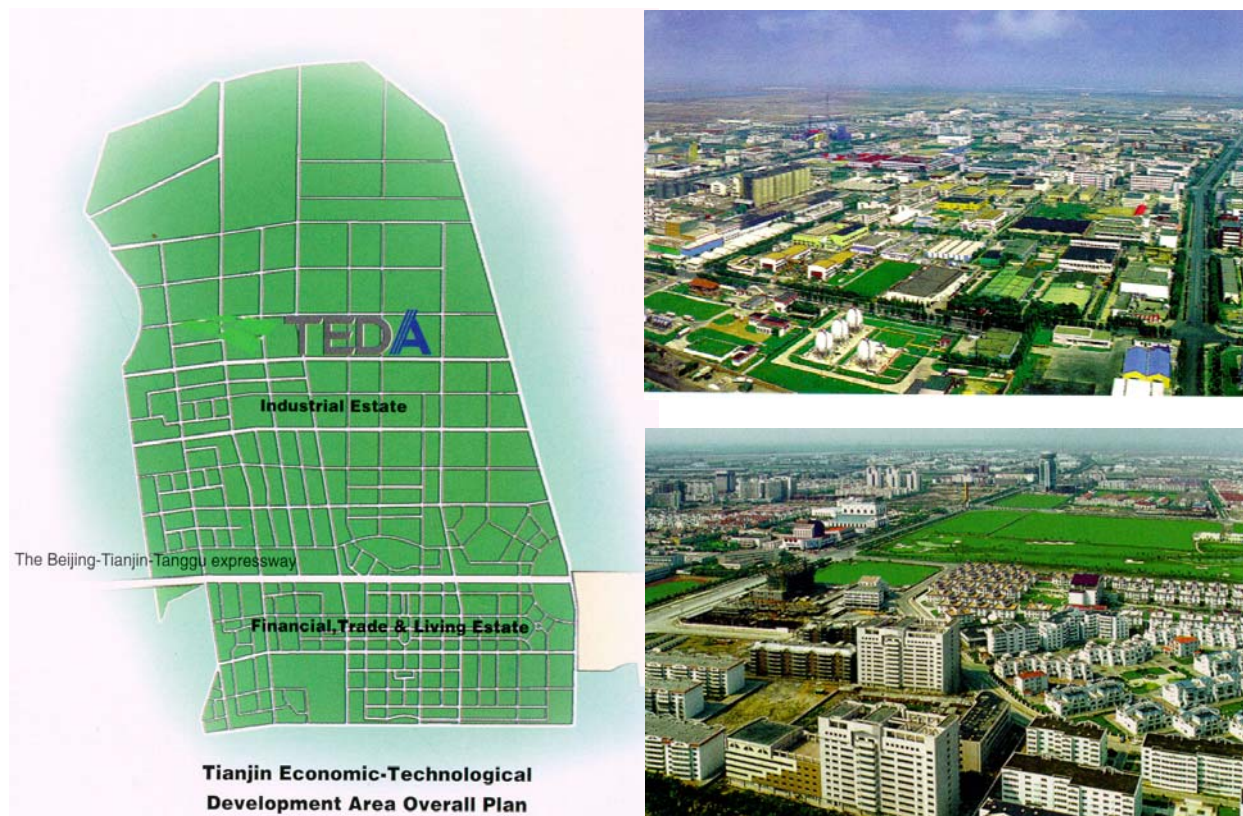 TEDA
Industrial Estate
The Beijing-Tianjin-Tanggu expressway
Financial,Trade & Living Estate
Tianjin Economic-Technological
Development Area Overall Plan